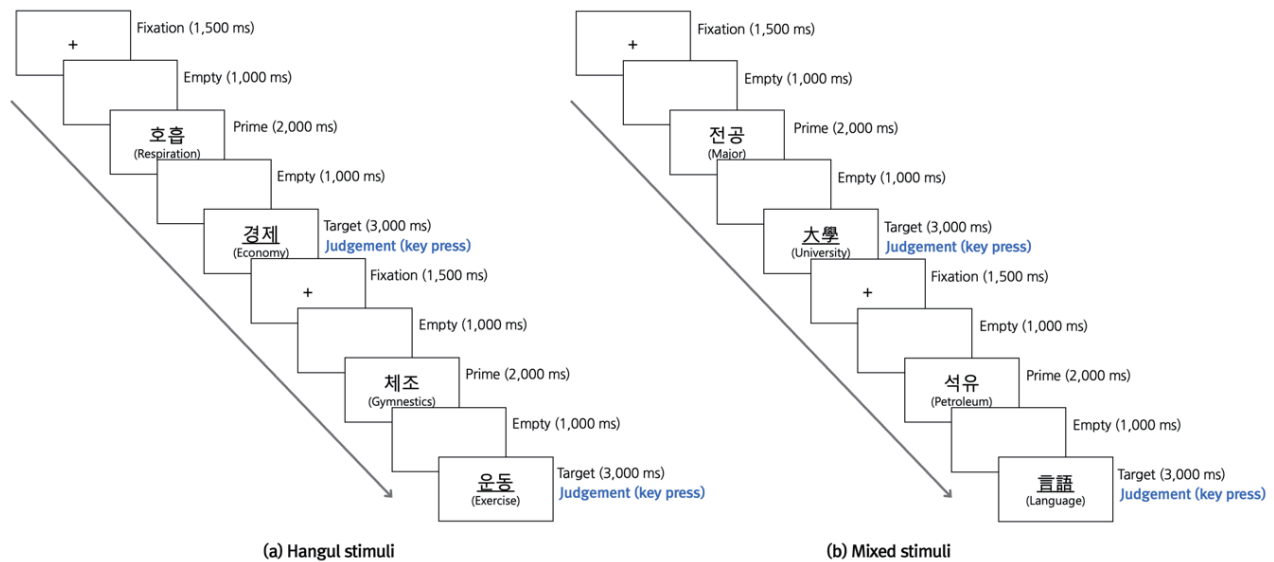 +
Fixation (1,500 ms)
Empty (1,000 ms)
호흡
(Respiration)
Prime (2,000 ms)
Empty (1,000 ms)
경제
(Economy)
Target (3,000 ms)
Judgement (key press)
+
Fixation (1,500 ms)
Empty (1,000 ms)
체조
(Gymnestics)
Prime (2,000 ms)
Empty (1,000 ms)
운동
(Exercise)
Target (3,000 ms)
Judgement (key press)
(a) Hangul stimuli
+
Fixation (1,500 ms)
Empty (1,000 ms)
전공
(Major)
Prime (2,000 ms)
Empty (1,000 ms)
大學
(University)
Target (3,000 ms)
Judgement (key press)
+
Fixation (1,500 ms)
Empty (1,000 ms)
석유
(Petroleum)
Prime (2,000 ms)
Empty (1,000 ms)
言語
(Language)
Target (3,000 ms)
Judgement (key press)
(b) Mixed stimuli